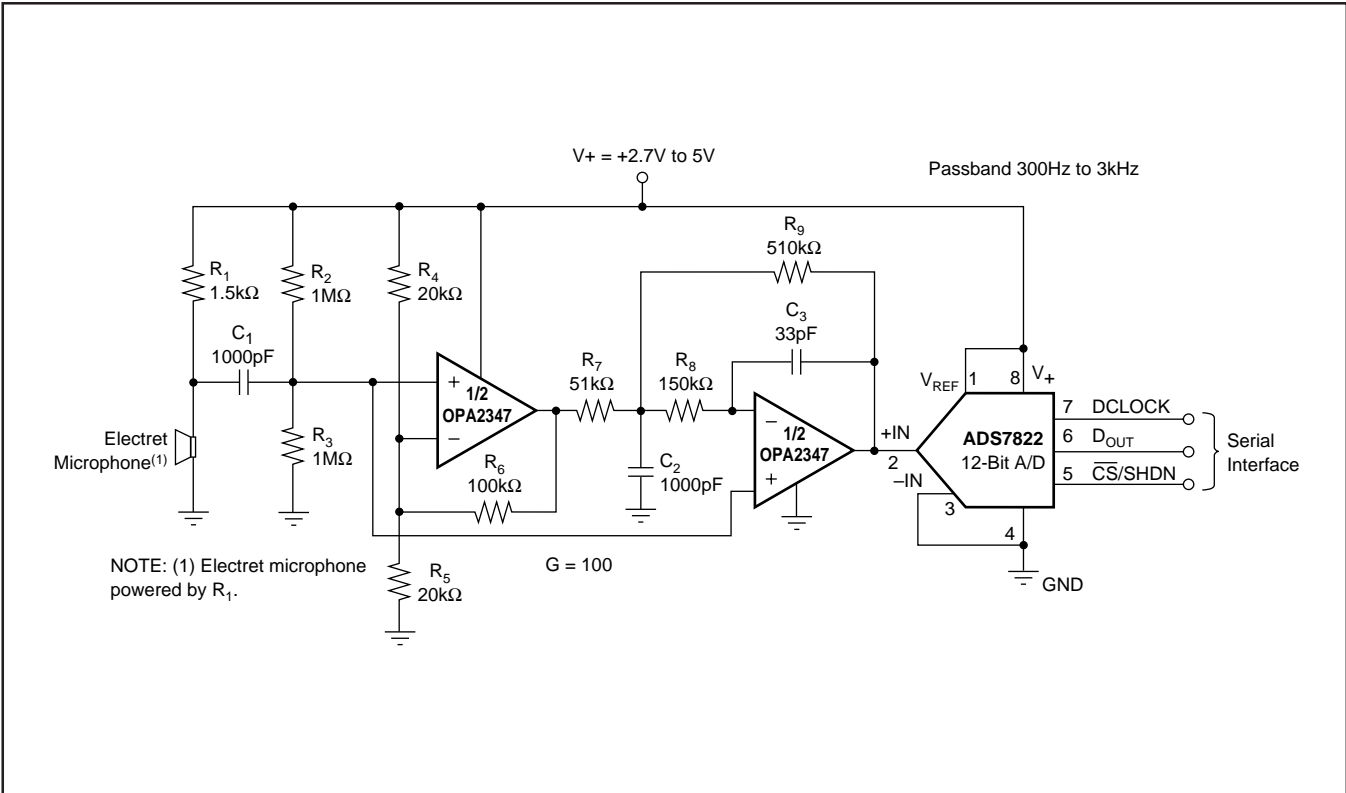 V+ = +2.7V to 5V
Passband 300Hz to 3kHz
R9
510kΩ
R1
1.5kΩ
R2
1MΩ
R4
20kΩ
C3
33pF
C1
1000pF
R7
51kΩ
R8
150kΩ
VREF
1
8
V+
+
1/2
OPA2347
–
–
1/2
OPA2347
+
7
DCLOCK
+IN
2
ADS7822
12-Bit A/D
6
DOUT
Serial
Interface
Electret
Microphone(1)
R3
1MΩ
R6
100kΩ
C2
1000pF
–IN
3
5
CS/SHDN
4
NOTE: (1) Electret microphone
powered by R1.
G = 100
R5
20kΩ
GND